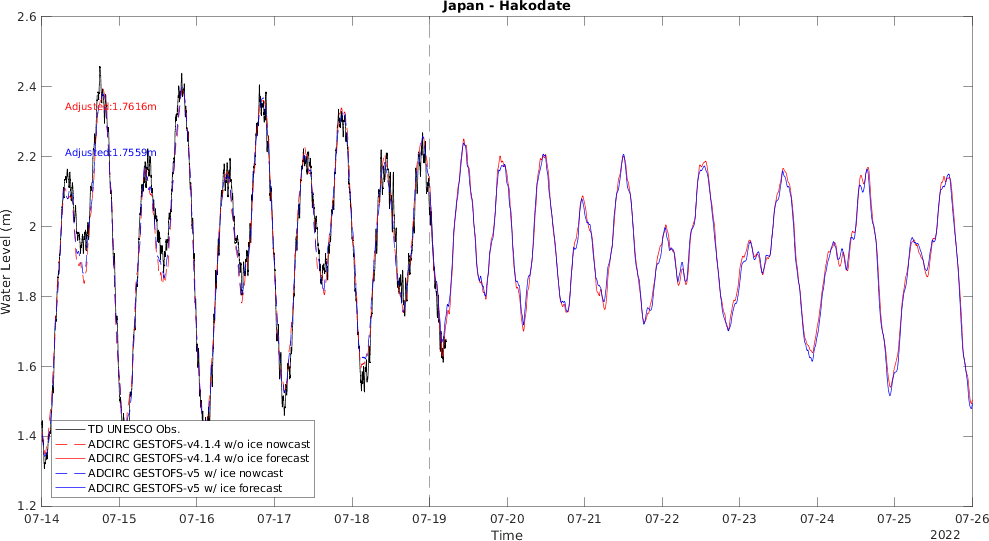 Japan - Hakodate
2.6
2.4
2.2
2
1.8
1.6
1.4
1.2
Water Level (m)
Adjusted:1.7616m
Adjusted:1.7559m
TD UNESCO Obs.
ADCIRC GESTOFS-v4.1.4 w/o ice nowcast
ADCIRC GESTOFS-v4.1.4 w/o ice forecast
ADCIRC GESTOFS-v5 w/ ice nowcast
ADCIRC GESTOFS-v5 w/ ice forecast
07-14 07-15 07-16 07-17 07-18 07-19 07-20 07-21 07-22 07-23 07-24 07-25 07-26
Time
2022